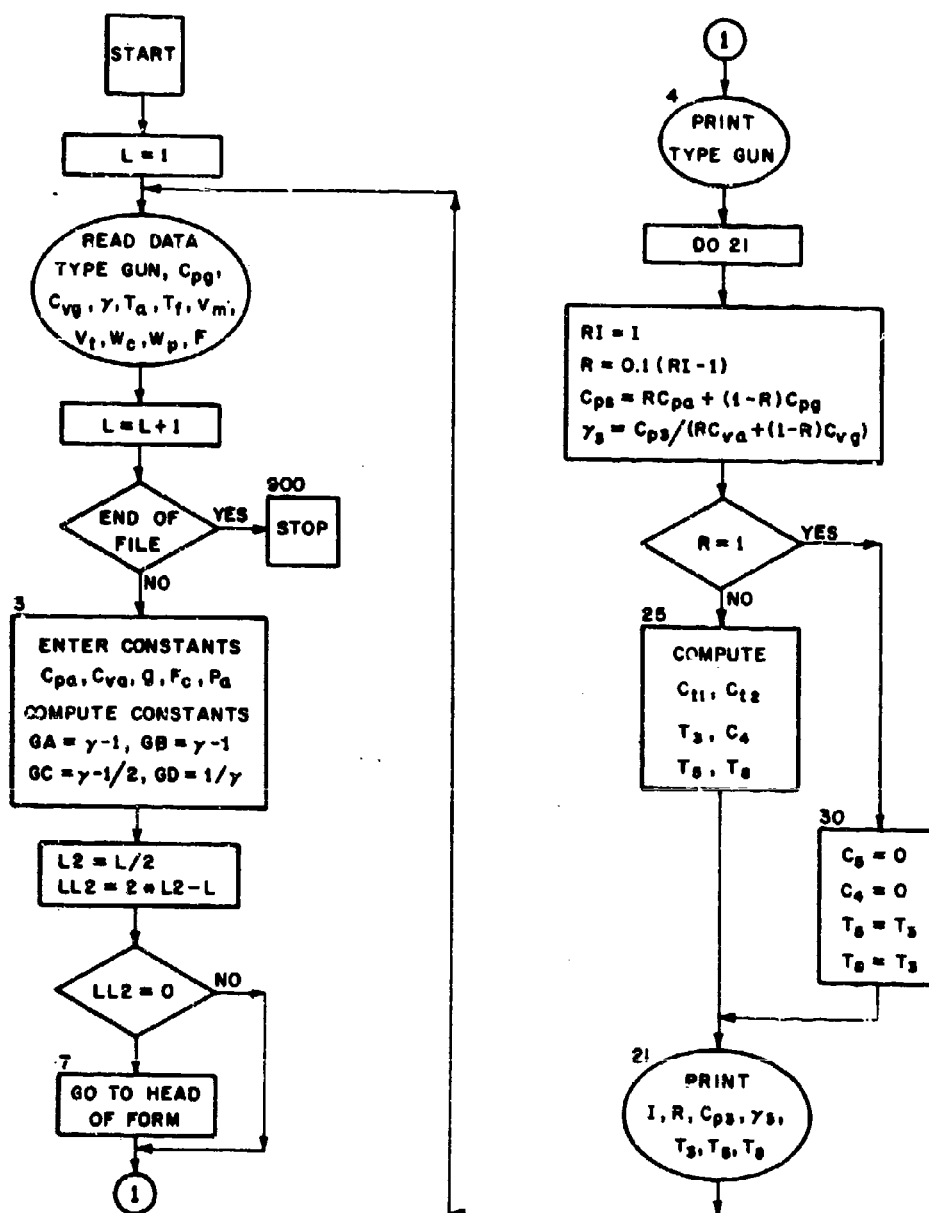 START
L = 1
READ DATA
TYPE GUN, Cpg,
Cvg, γ, Ta, Tf, Vm,
Vt, Wc, Wp, F
L = L + 1
END OF
FILE
YES
900
STOP
NO
3
ENTER CONSTANTS
Cpa, Cva, g, Fc, Pa
COMPUTE CONSTANTS
GA = γ-1, GB = γ-1
GC = γ-1/2, GD = 1/γ
L2 = L/2
LL2 = 2 * L2-L
LL2 = 0
NO
7
GO TO HEAD
OF FORM
1
1
4
PRINT
TYPE GUN
DO 21
RI = I
R = 0.1 (RI-1)
Cps = RCpa + (1-R)Cpg
γs = Cps/(RCva+(1-R)Cvg)
R = 1
YES
NO
25
COMPUTE
Ct1, Ct2
T3, C4
T5, T8
30
C5 = 0
C4 = 0
T5 = T3
T8 = T3
21
PRINT
I, R, Cps, γs,
T3, T5, T8